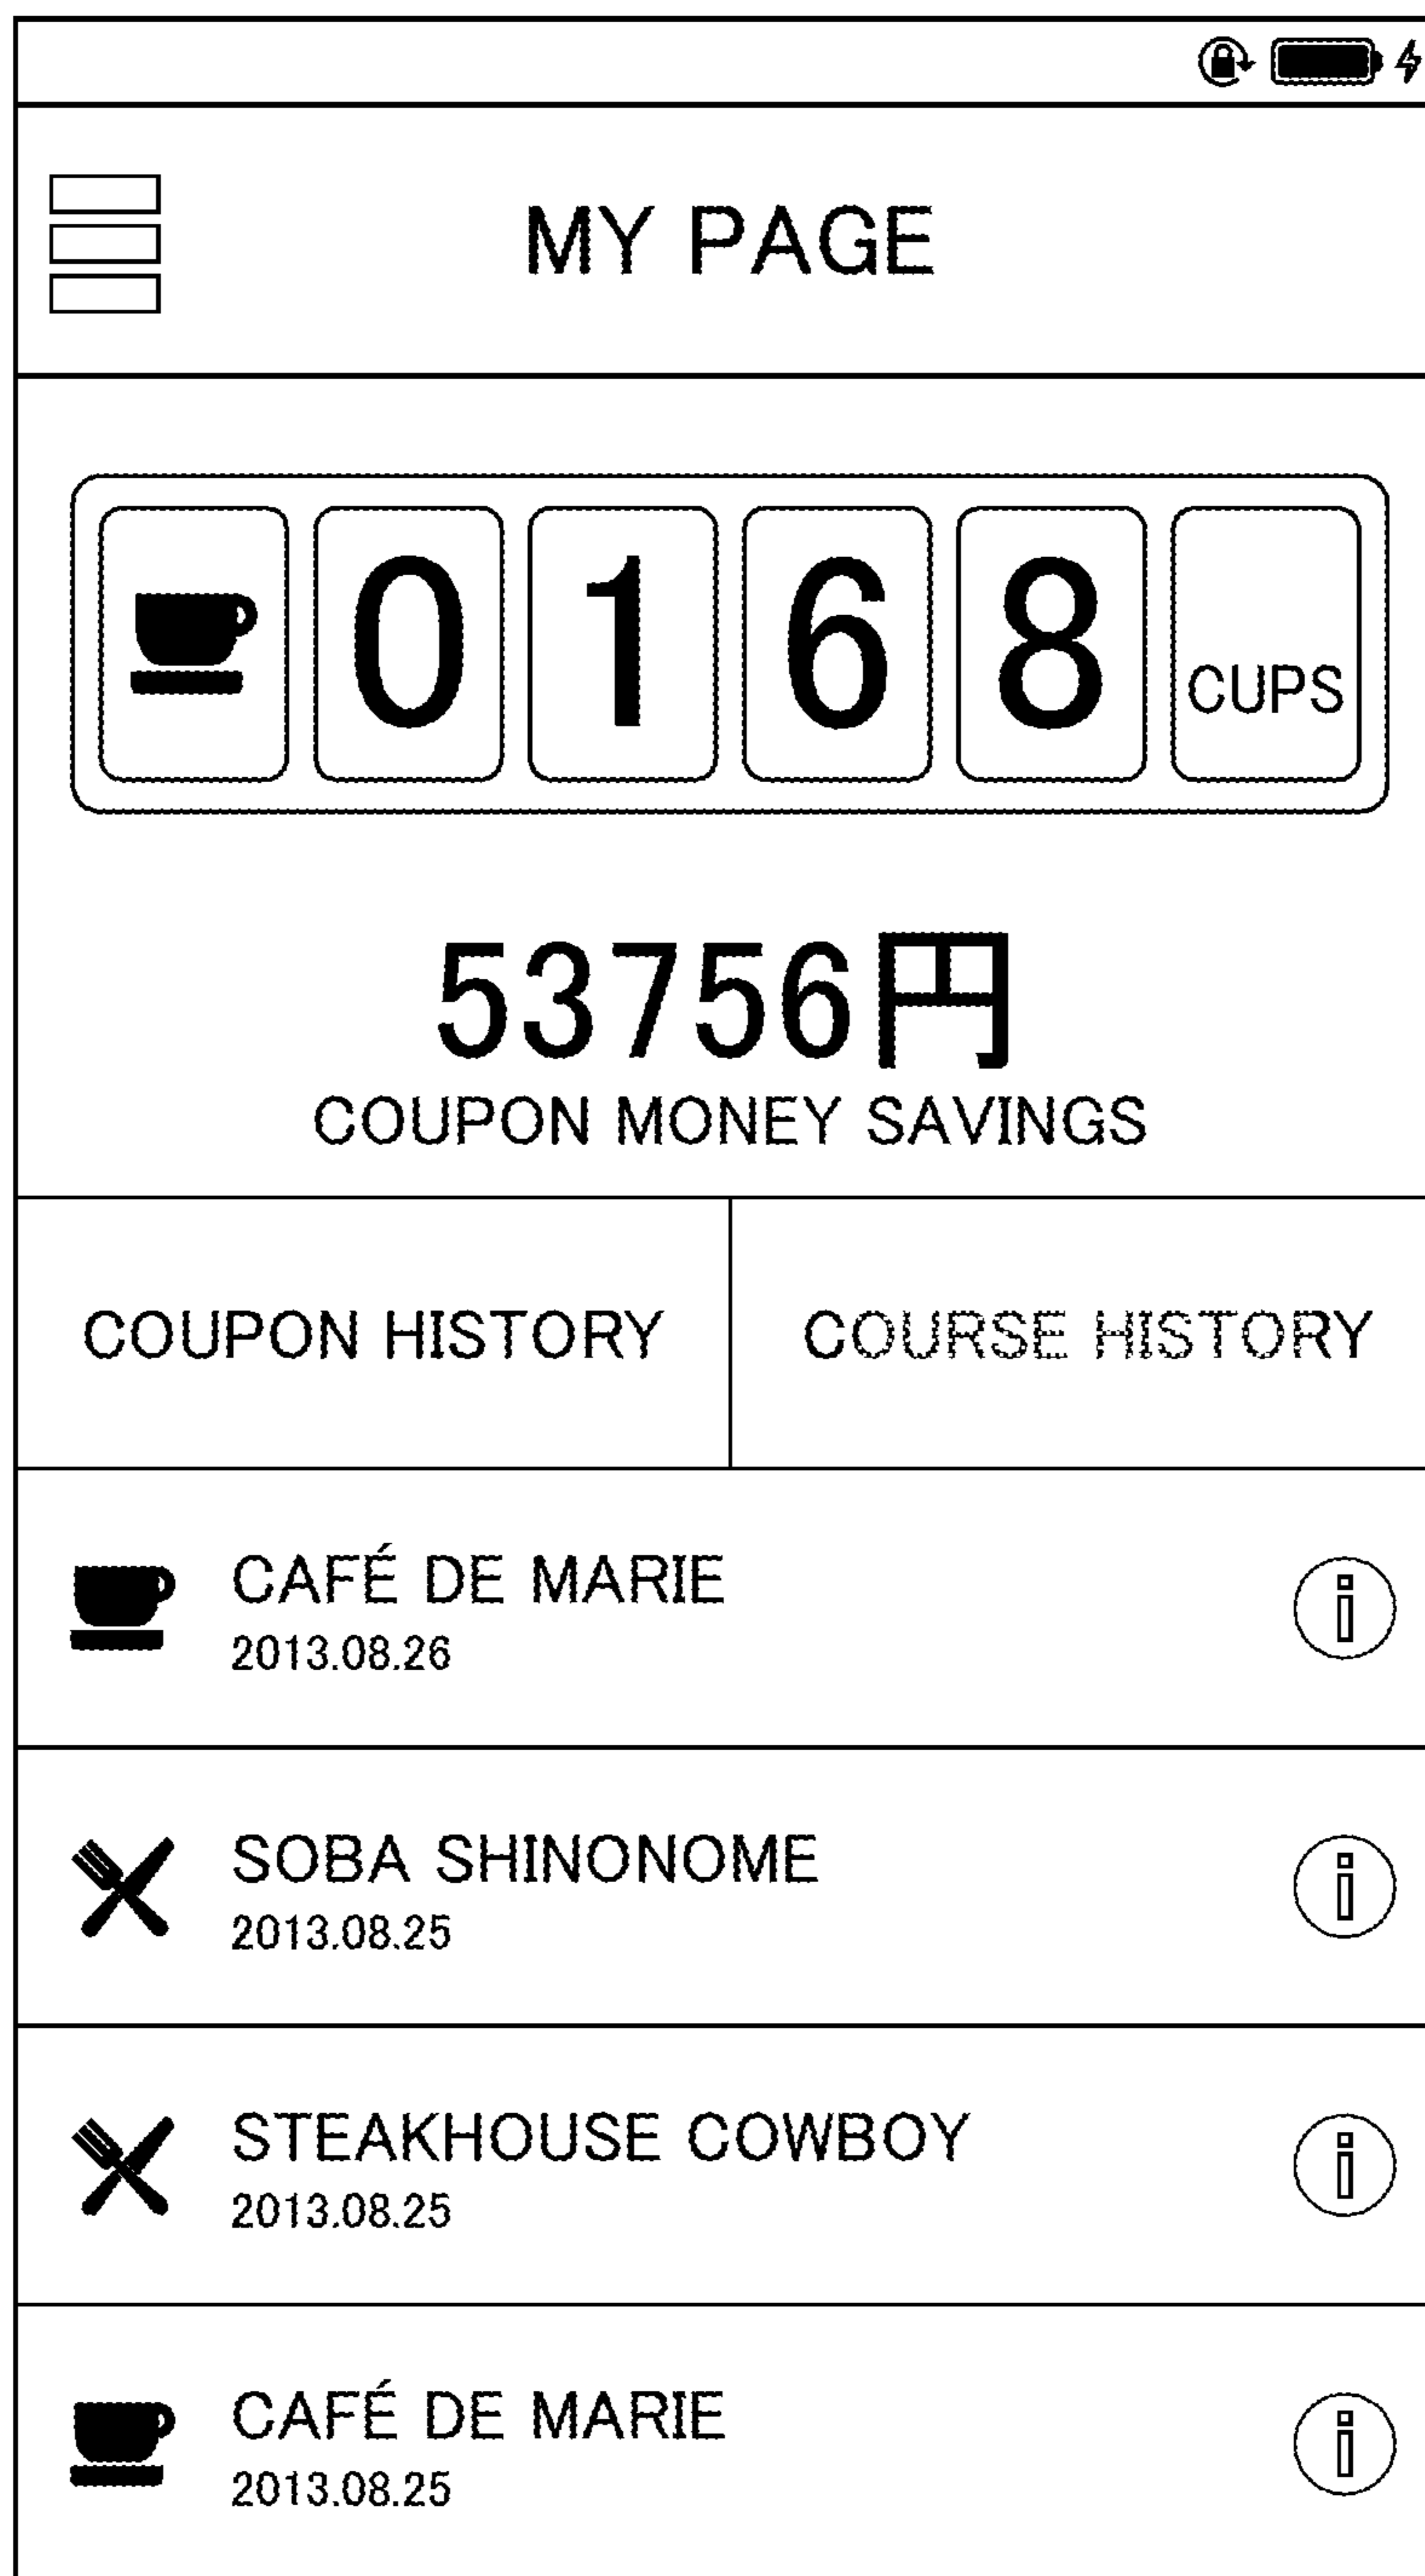 MY PAGE
0168 CUPS
53756円
COUPON MONEY SAVINGS
COUPON HISTORY
COURSE HISTORY
CAFÉ DE MARIE
2013.08.26
SOBA SHINONOME
2013.08.25
STEAKHOUSE COWBOY
2013.08.25
CAFÉ DE MARIE
2013.08.25